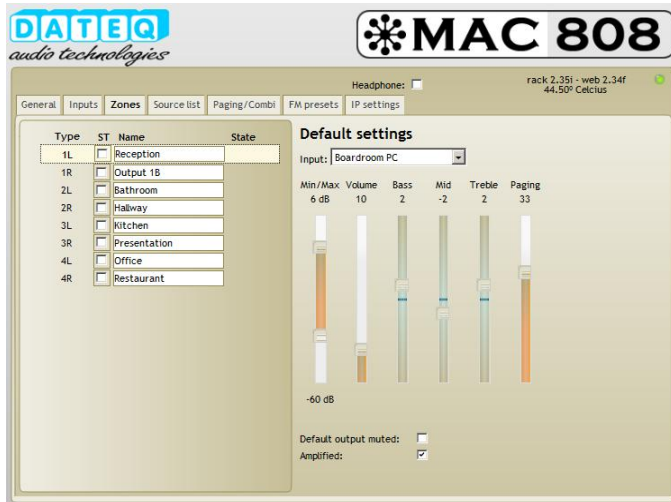 DATEQ
audio technologies
MAC 808
Headphone:
rack 2.35i - web 2.34f
44.50º Celcius
General Inputs Zones Source list Paging/Combi FM presets IP settings
Type ST Name State
1L Reception
1R Output 1B
2L Bathroom
2R Hallway
3L Kitchen
3R Presentation
4L Office
4R Restaurant
Default settings
Input: Boardroom PC
Min/Max Volume Bass Mid Treble Paging
6 dB 10 2 -2 2 33
-60 dB
Default output muted:
Amplified: